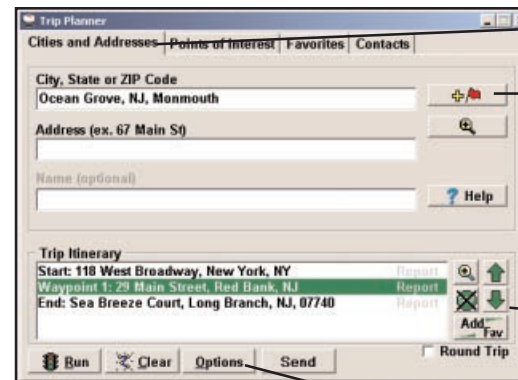 Trip Planner
Cities and Addresses Points of Interest Favorites Contacts
City, State or ZIP Code
Ocean Grove, NJ, Monmouth
Address (ex. 67 Main St)
Name (optional)
? Help
Trip Itinerary
Start: 118 West Broadway, New York, NY Report
Waypoint 1: 29 Main Street, Red Bank, NJ Report
End: Sea Breeze Court, Long Branch, NJ, 07740 Report
Add Fav
Run Clear Options Send Round Trip